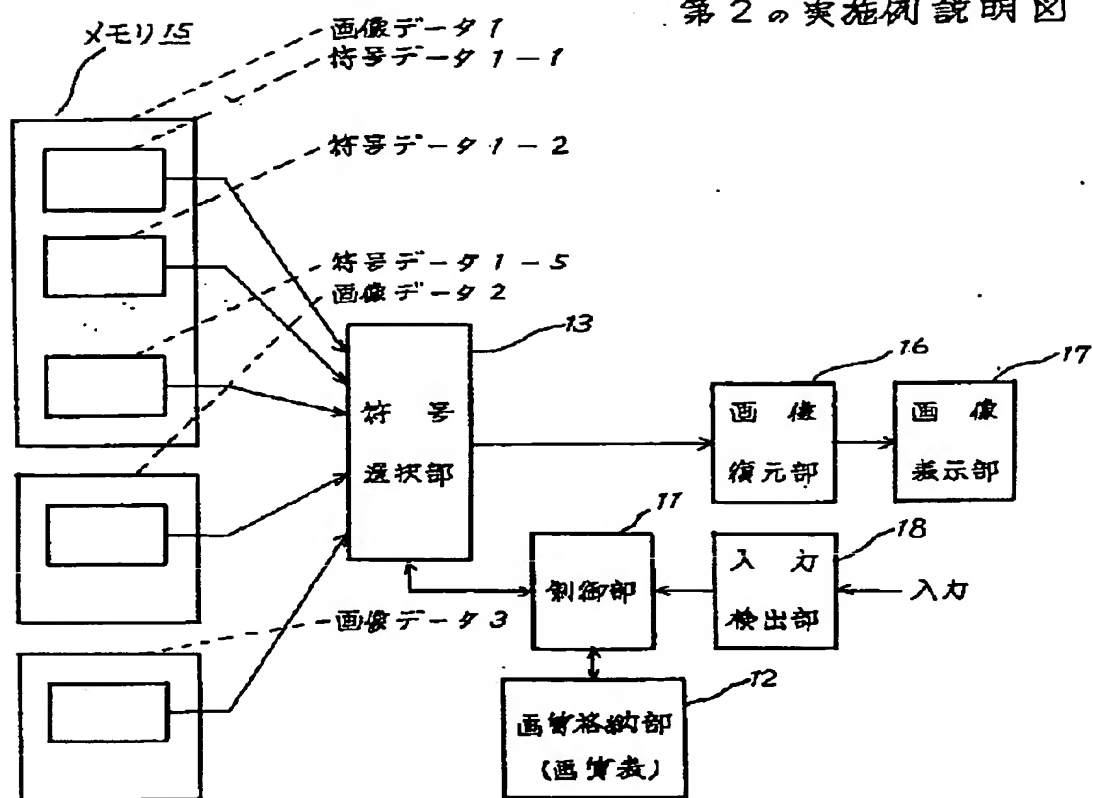 第2の実施例説明図
メモリ15
画像データ1
符号データ1-1
符号データ1-2
符号データ1-5
画像データ2
13
符号
選択部
16
画像
復元部
17
画像
表示部
11
制御部
18
入力
検出部
入力
画像データ3
12
画質格納部
(画質表)